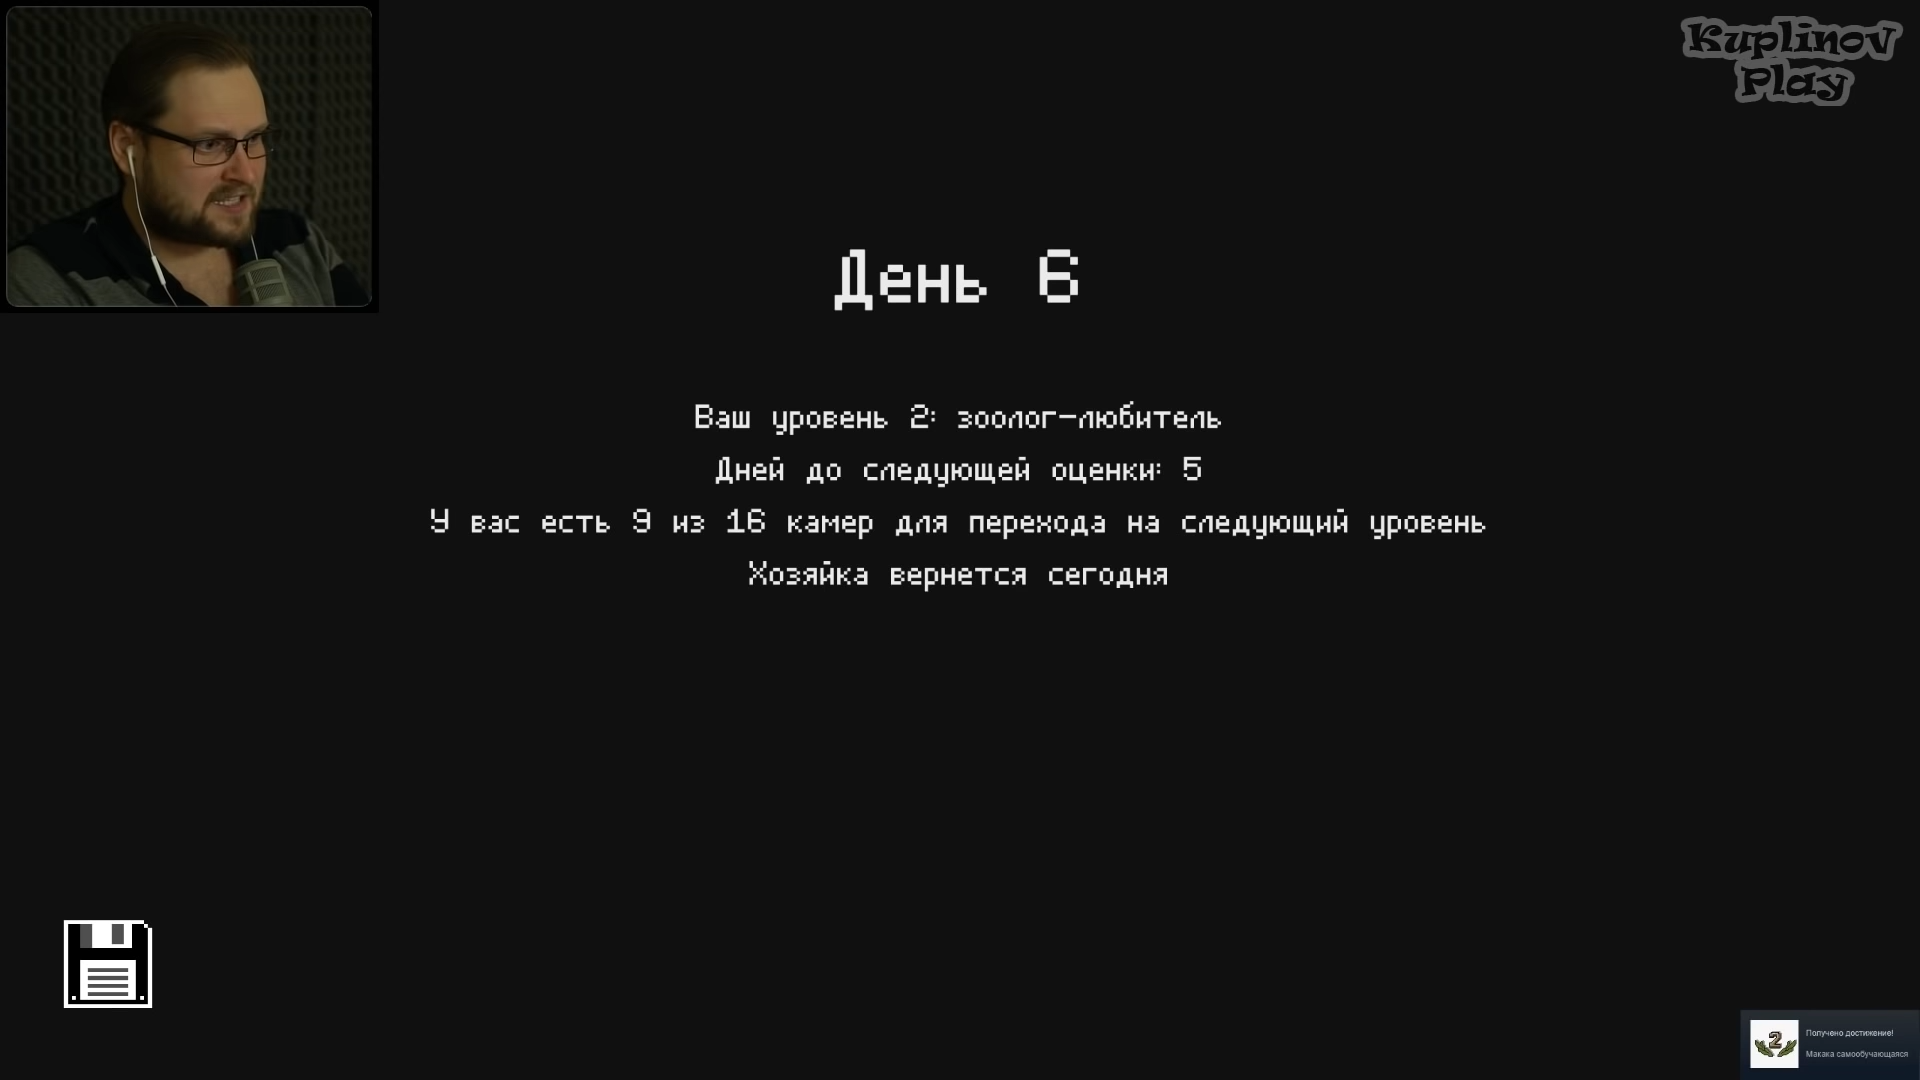 Kuplinov
Play
День 6
Ваш уровень 2: зоолог-любитель
Дней до следующей оценки: 5
У вас есть 9 из 16 камер для перехода на следующий уровень
Хозяйка вернется сегодня
2
Получено достижение!
Макака самообучающаяся